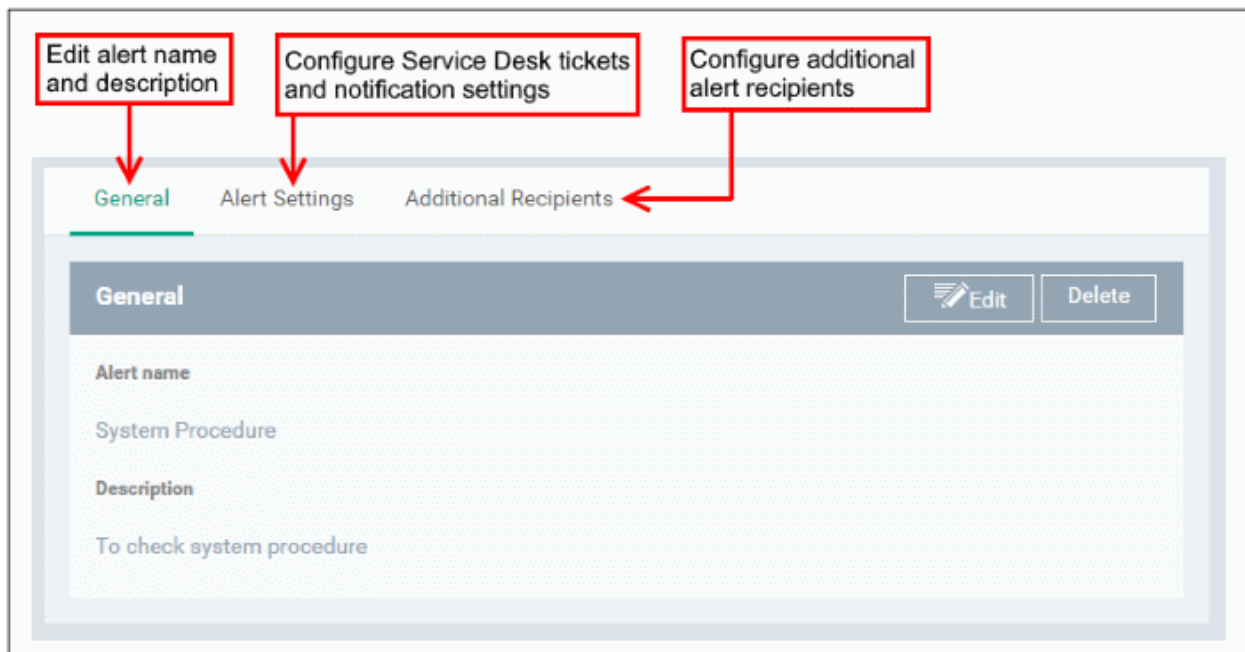 Edit alert name
and description
Configure Service Desk tickets
and notification settings
Configure additional
alert recipients
General Alert Settings Additional Recipients
General Edit Delete
Alert name
System Procedure
Description
To check system procedure